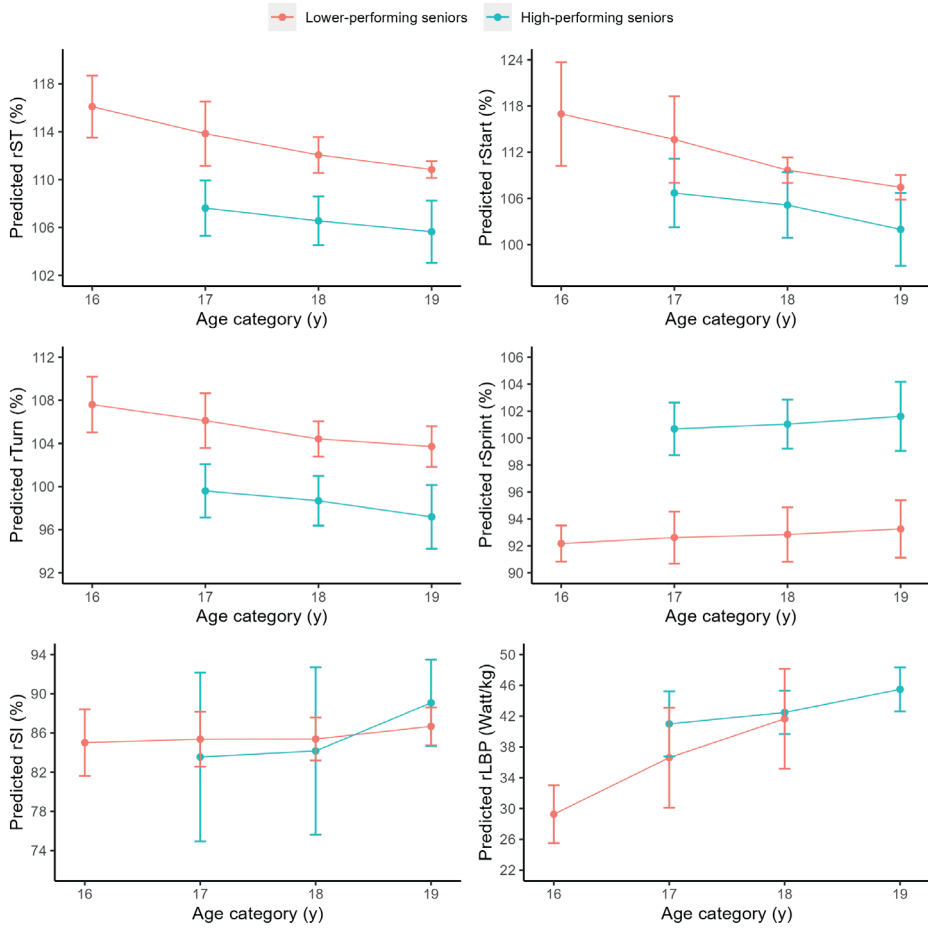 Lower-performing seniors High-performing seniors
Predicted rST (%)
118
114
110
106
102
16 17 18 19
Age category (y)
Predicted rStart (%)
124
118
112
106
100
16 17 18 19
Age category (y)
Predicted rTurn (%)
112
108
104
100
96
92
16 17 18 19
Age category (y)
Predicted rSprint (%)
106
104
102
100
98
96
94
92
90
16 17 18 19
Age category (y)
Predicted rSI (%)
94
90
86
82
78
74
16 17 18 19
Age category (y)
Predicted rLBP (Watt/kg)
50
46
42
38
34
30
26
22
16 17 18 19
Age category (y)